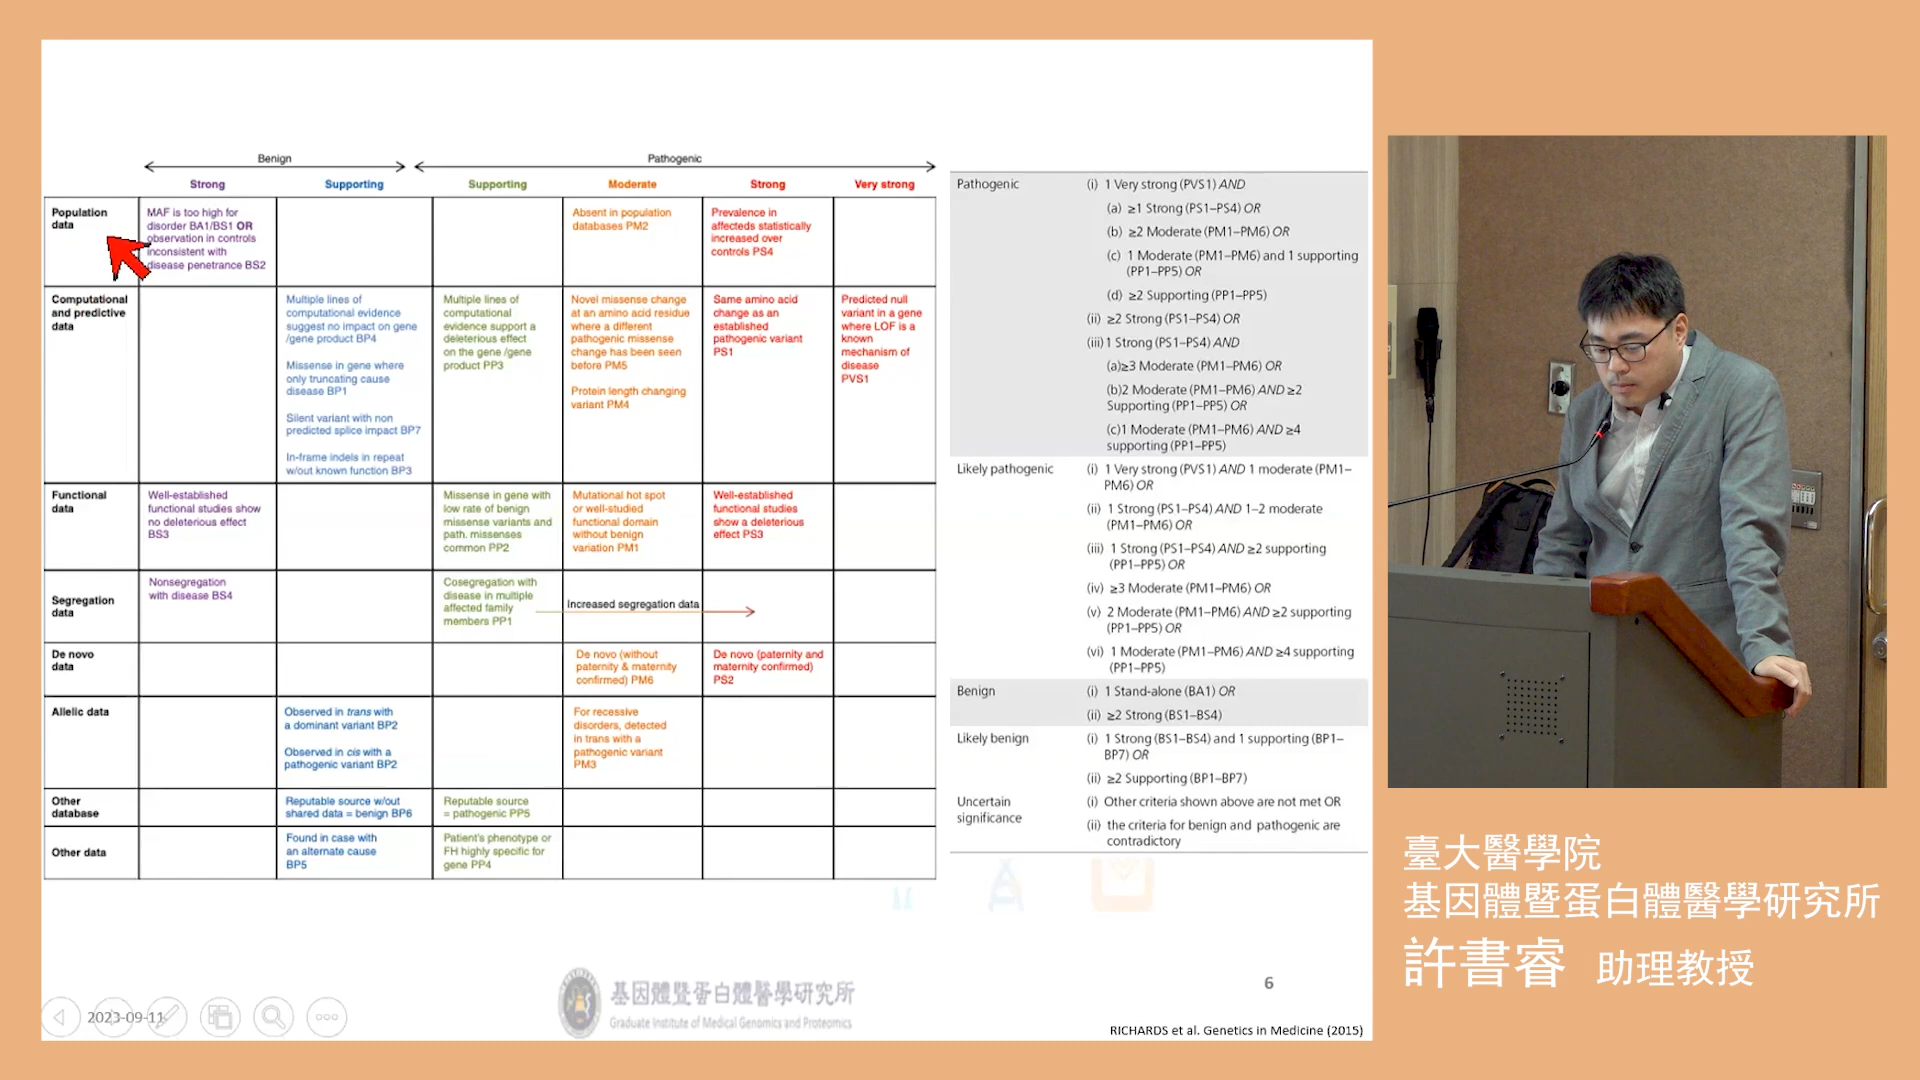 Benign
Pathogenic
Strong
Supporting
Supporting
Moderate
Strong
Very strong
Population
data
MAF is too high for
disorder BA1/BS1 OR
observation in controls
inconsistent with
disease penetrance BS2
Absent in population
databases PM2
Prevalence in
affecteds statistically
increased over
controls PS4
Computational
and predictive
data
Multiple lines of
computational evidence
suggest no impact on gene
/gene product BP4
Missense in gene where
only truncating cause
disease BP1
Silent variant with non
predicted splice impact BP7
In-frame indels in repeat
w/out known function BP3
Multiple lines of
computational
evidence support a
deleterious effect
on the gene /gene
product PP3
Novel missense change
at an amino acid residue
where a different
pathogenic missense
change has been seen
before PM5
Protein length changing
variant PM4
Same amino acid
change as an
established
pathogenic variant
PS1
Predicted null
variant in a gene
where LOF is a
known
mechanism of
disease
PVS1
Functional
data
Well-established
functional studies show
no deleterious effect
BS3
Missense in gene with
low rate of benign
missense variants and
path. missenses
common PP2
Mutational hot spot
or well-studied
functional domain
without benign
variation PM1
Well-established
functional studies
show a deleterious
effect PS3
Segregation
data
Nonsegregation
with disease BS4
Cosegregation with
disease in multiple
affected family
members PP1
Increased segregation data
De novo
data
De novo (without
paternity & maternity
confirmed) PM6
De novo (paternity and
maternity confirmed)
PS2
Allelic data
Observed in trans with
a dominant variant BP2
Observed in cis with a
pathogenic variant BP2
For recessive
disorders, detected
in trans with a
pathogenic variant
PM3
Other
database
Reputable source w/out
shared data = benign BP6
Reputable source
= pathogenic PP5
Other data
Found in case with
an alternate cause
BP5
Patient's phenotype or
FH highly specific for
gene PP4
Pathogenic
(i) 1 Very strong (PVS1) AND
(a) ≥1 Strong (PS1–PS4) OR
(b) ≥2 Moderate (PM1–PM6) OR
(c) 1 Moderate (PM1–PM6) and 1 supporting
(PP1–PP5) OR
(d) ≥2 Supporting (PP1–PP5)
(ii) ≥2 Strong (PS1–PS4) OR
(iii) 1 Strong (PS1–PS4) AND
(a)≥3 Moderate (PM1–PM6) OR
(b)2 Moderate (PM1–PM6) AND ≥2
Supporting (PP1–PP5) OR
(c)1 Moderate (PM1–PM6) AND ≥4
supporting (PP1–PP5)
Likely pathogenic
(i) 1 Very strong (PVS1) AND 1 moderate (PM1–
PM6) OR
(ii) 1 Strong (PS1–PS4) AND 1–2 moderate
(PM1–PM6) OR
(iii) 1 Strong (PS1–PS4) AND ≥2 supporting
(PP1–PP5) OR
(iv) ≥3 Moderate (PM1–PM6) OR
(v) 2 Moderate (PM1–PM6) AND ≥2 supporting
(PP1–PP5) OR
(vi) 1 Moderate (PM1–PM6) AND ≥4 supporting
(PP1–PP5)
Benign
(i) 1 Stand-alone (BA1) OR
(ii) ≥2 Strong (BS1–BS4)
Likely benign
(i) 1 Strong (BS1–BS4) and 1 supporting (BP1–
BP7) OR
(ii) ≥2 Supporting (BP1–BP7)
Uncertain
significance
(i) Other criteria shown above are not met OR
(ii) the criteria for benign and pathogenic are
contradictory
2023-09-11
基因體暨蛋白體醫學研究所
Graduate Institute of Medical Genomics and Proteomics
6
RICHARDS et al. Genetics in Medicine (2015)
臺大醫學院
基因體暨蛋白體醫學研究所
許書睿 助理教授